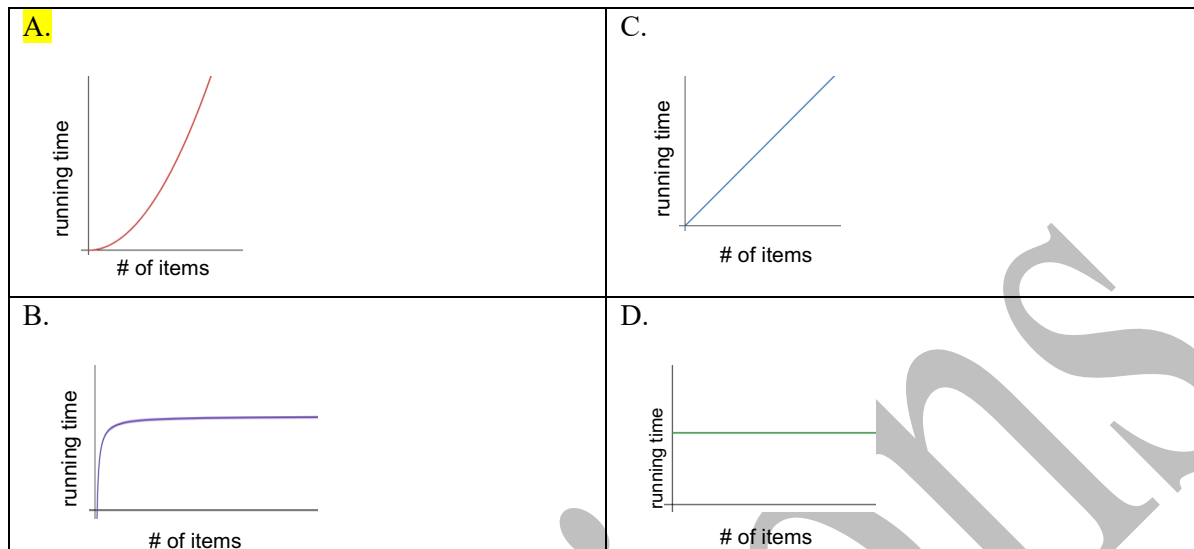 A.
running time
# of items
C.
running time
# of items
B.
running time
# of items
D.
running time
# of items